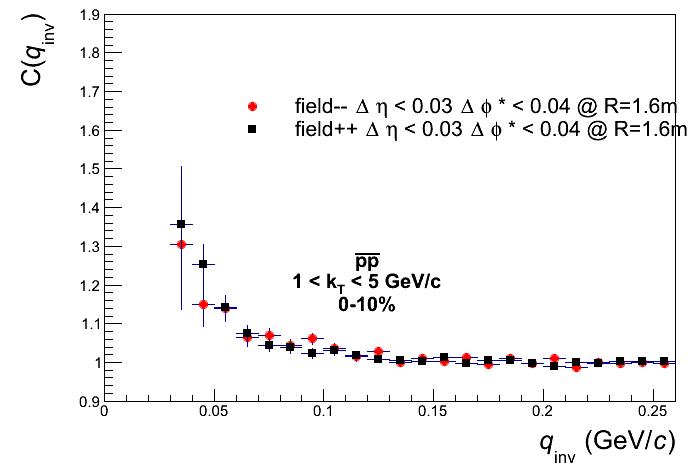 C(q_inv)
1.9
1.8
1.7
1.6
1.5
1.4
1.3
1.2
1.1
1
0.9
field-- Δ η < 0.03 Δ ϕ * < 0.04 @ R=1.6m
field++ Δ η < 0.03 Δ ϕ * < 0.04 @ R=1.6m
p̅p̅
1 < k_T < 5 GeV/c
0-10%
0 0.05 0.1 0.15 0.2 0.25
q_inv (GeV/c)